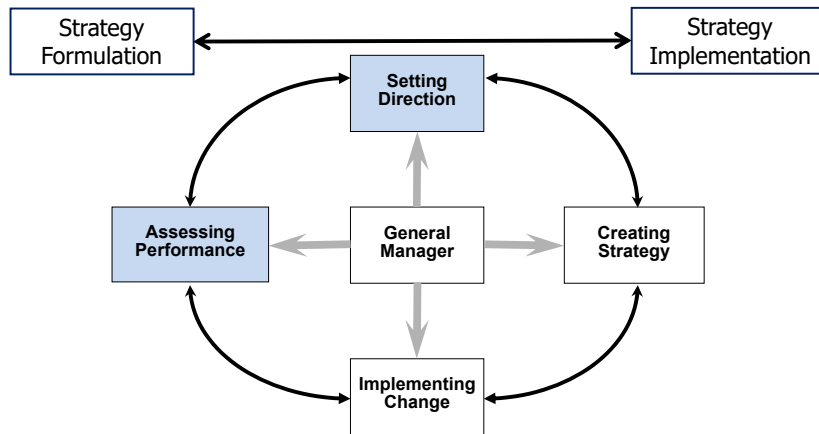 Strategy
Formulation
Strategy
Implementation
Setting
Direction
Assessing
Performance
General
Manager
Creating
Strategy
Implementing
Change